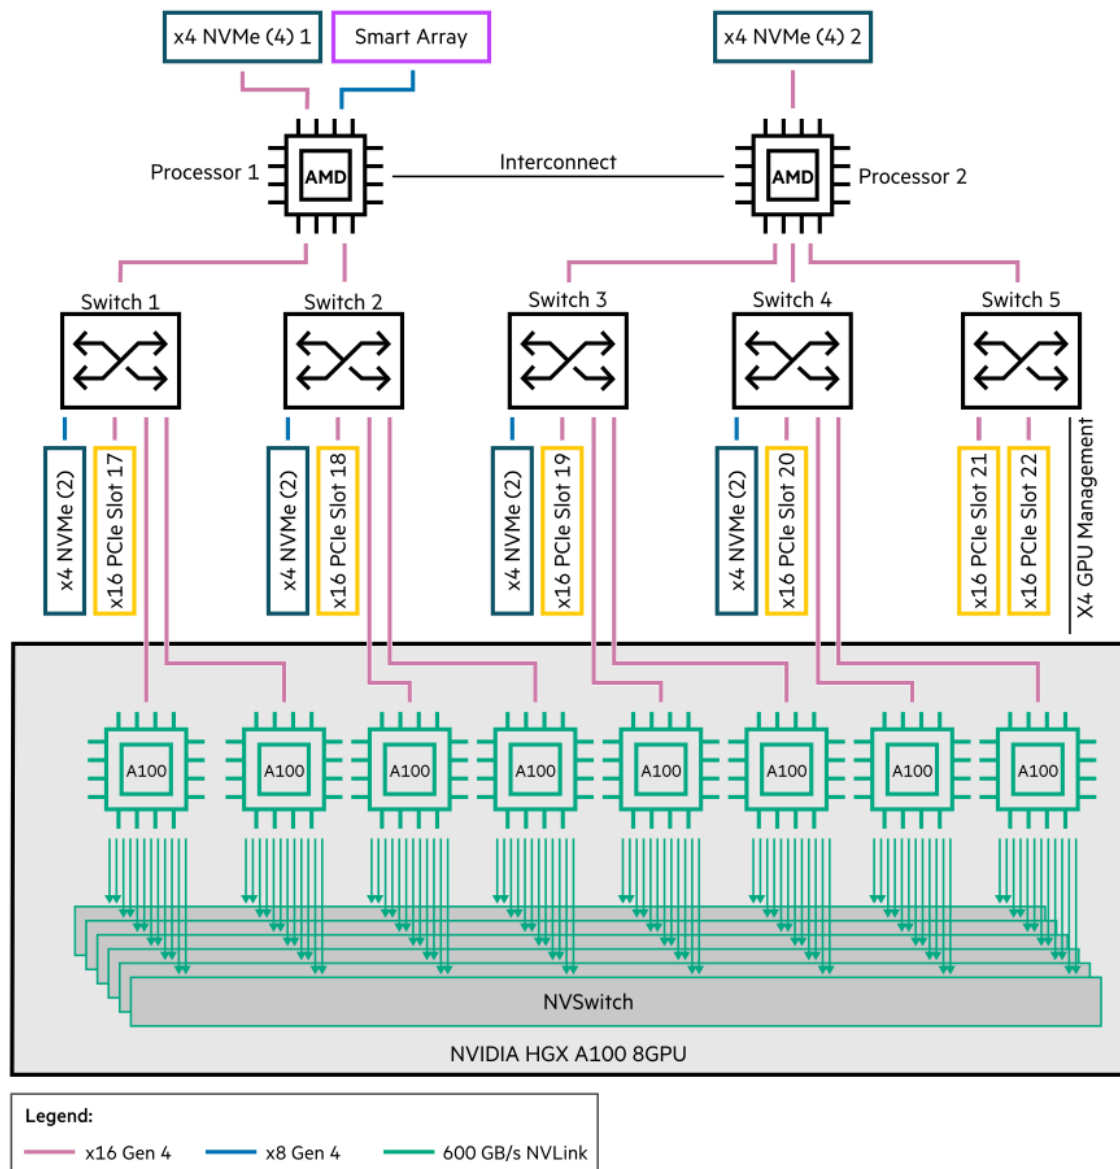 x4 NVMe (4) 1
Smart Array
x4 NVMe (4) 2
Processor 1
AMD
Interconnect
AMD
Processor 2
Switch 1
Switch 2
Switch 3
Switch 4
Switch 5
x4 NVMe (2)
x16 PCIe Slot 17
x4 NVMe (2)
x16 PCIe Slot 18
x4 NVMe (2)
x16 PCIe Slot 19
x4 NVMe (2)
x16 PCIe Slot 20
x16 PCIe Slot 21
x16 PCIe Slot 22
X4 GPU Management
A100
A100
A100
A100
A100
A100
A100
A100
NVSwitch
NVIDIA HGX A100 8GPU
Legend:
x16 Gen 4
x8 Gen 4
600 GB/s NVLink